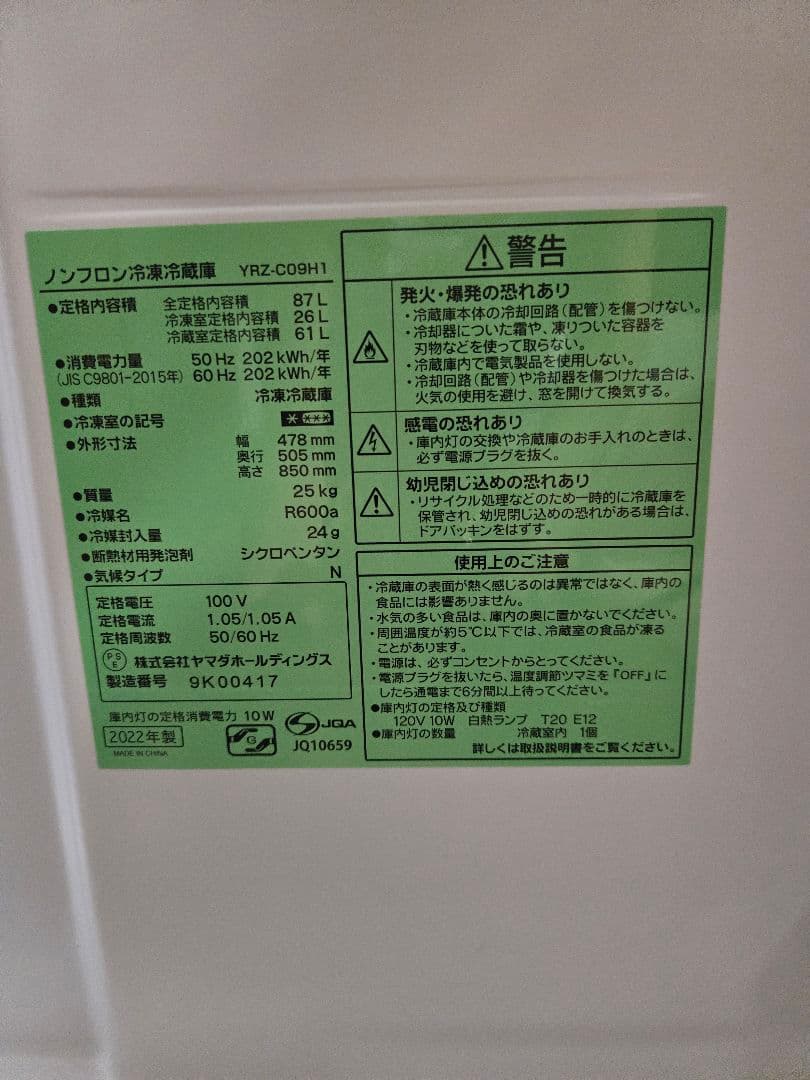 ノンフロン冷凍冷蔵庫 YRZ-C09H1
●定格内容積 全定格内容積 87 L
冷凍室定格内容積 26 L
冷蔵室定格内容積 61 L
●消費電力量 50 Hz 202 kWh/年
(JIS C9801-2015年) 60 Hz 202 kWh/年
●種類 冷凍冷蔵庫
●冷凍室の記号
●外形寸法 幅 478 mm
奥行 505 mm
高さ 850 mm
●質量 25 kg
●冷媒名 R600a
●冷媒封入量 24 g
●断熱材用発泡剤 シクロペンタン
●気候タイプ N
定格電圧 100 V
定格電流 1.05/1.05 A
定格周波数 50/60 Hz
PSE 株式会社ヤマダホールディングス
製造番号 9K00417
庫内灯の定格消費電力 10W
2022年製
MADE IN CHINA
G
JQA
JQ10659
警告
発火・爆発の恐れあり
・冷蔵庫本体の冷却回路(配管)を傷つけない。
・冷却器についた霜や、凍りついた容器を
刃物などを使って取らない。
・冷蔵庫内で電気製品を使用しない。
・冷却回路(配管)や冷却器を傷つけた場合は、
火気の使用を避け、窓を開けて換気する。
感電の恐れあり
・庫内灯の交換や冷蔵庫のお手入れのときは、
必ず電源プラグを抜く。
幼児閉じ込めの恐れあり
・リサイクル処理などのため一時的に冷蔵庫を
保管され、幼児閉じ込めの恐れがある場合は、
ドアパッキンをはずす。
使用上のご注意
・冷蔵庫の表面が熱く感じるのは異常ではなく、庫内の
食品には影響ありません。
・水気の多い食品は、庫内の奥に置かないでください。
・周囲温度が約5℃以下では、冷蔵室の食品が凍る
ことがあります。
・電源は、必ずコンセントからとってください。
・電源プラグを抜いたら、温度調節ツマミを「OFF」に
したら通電まで6分間以上待ってください。
●庫内灯の定格及び種類
120V 10W 白熱ランプ T20 E12
●庫内灯の数量 冷蔵室内 1個
詳しくは取扱説明書をご覧ください。